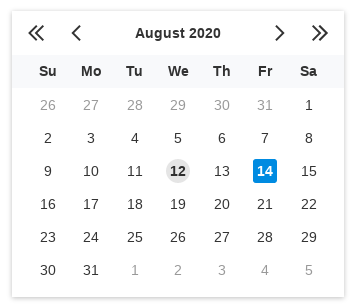 August 2020
Su Mo Tu We Th Fr Sa
26 27 28 29 30 31 1
2 3 4 5 6 7 8
9 10 11 12 13 14 15
16 17 18 19 20 21 22
23 24 25 26 27 28 29
30 31 1 2 3 4 5